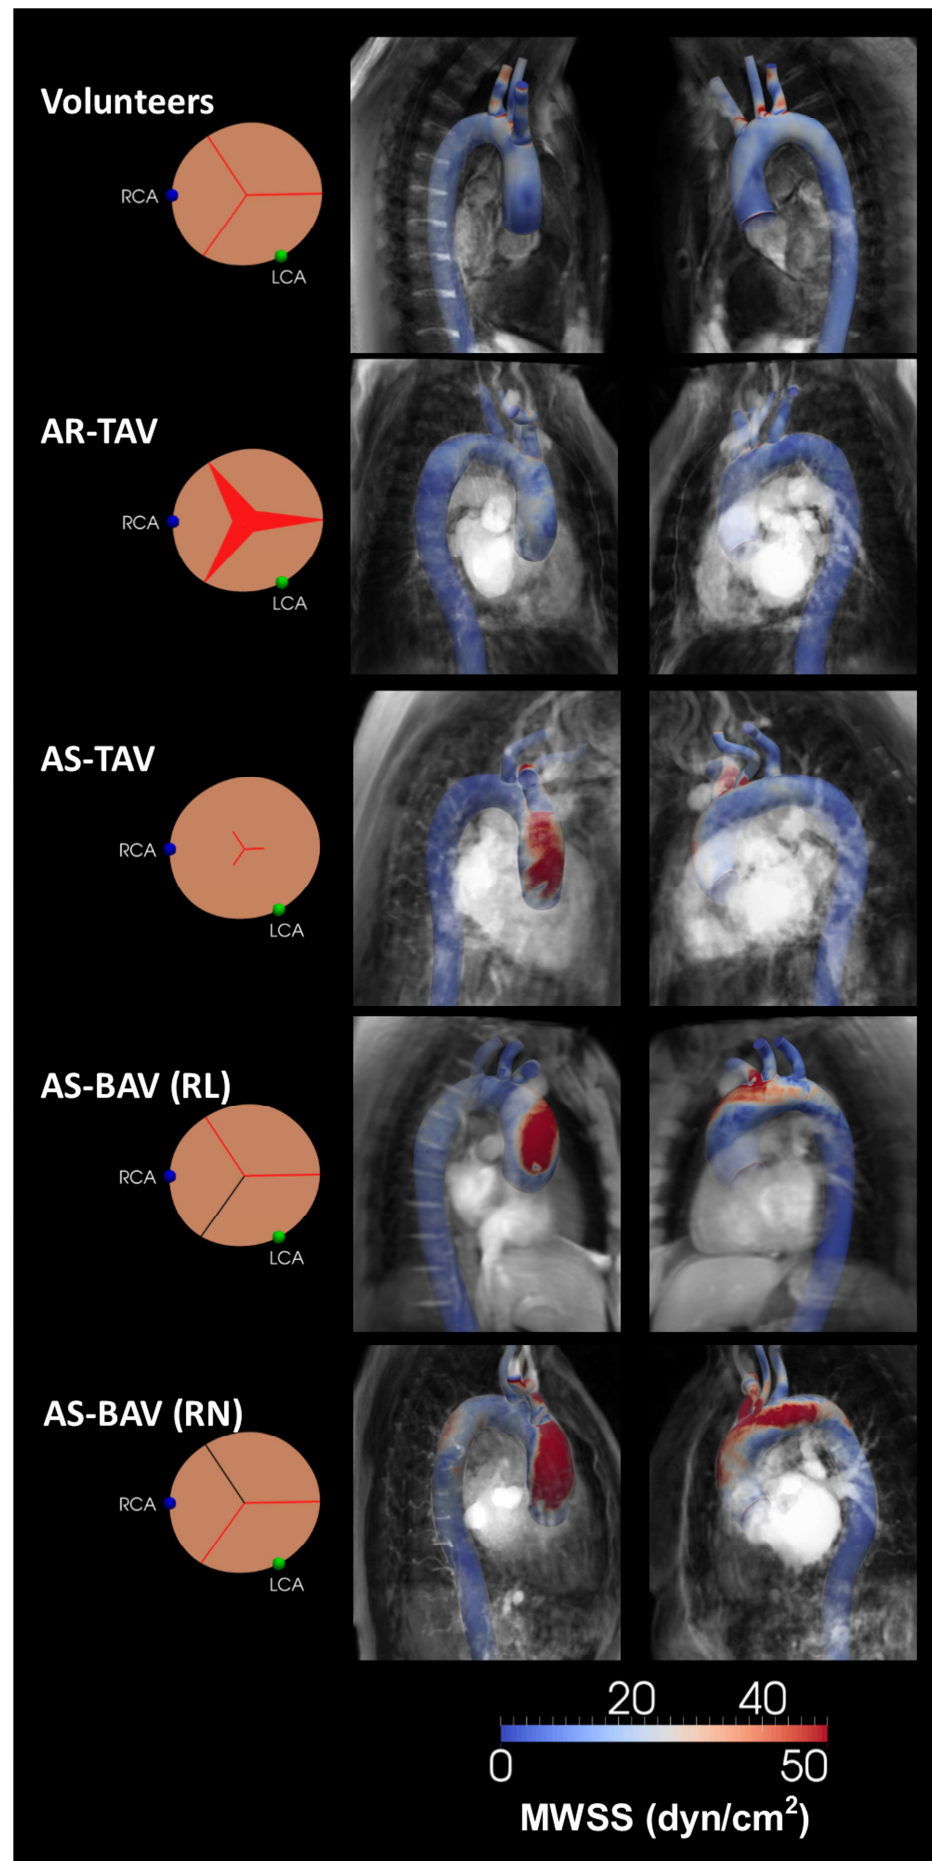 Volunteers
RCA
LCA
AR-TAV
RCA
LCA
AS-TAV
RCA
LCA
AS-BAV (RL)
RCA
LCA
AS-BAV (RN)
RCA
LCA
20 40
0 50
MWSS (dyn/cm²)